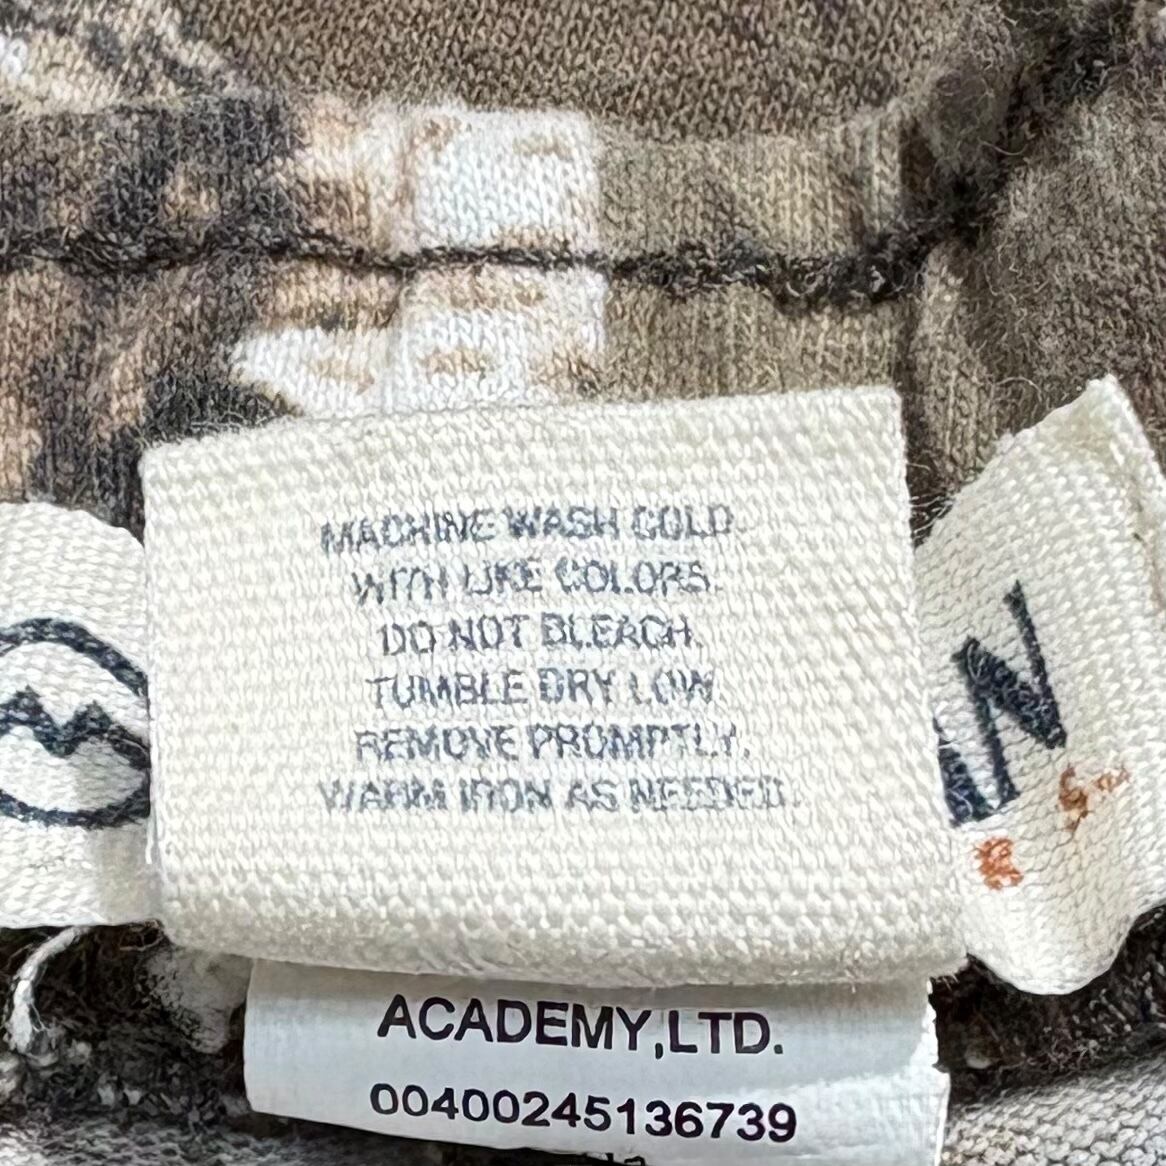 MACHINE WASH COLD
WITH LIKE COLORS.
DO NOT BLEACH.
TUMBLE DRY LOW.
REMOVE PROMPTLY.
WARM IRON AS NEEDED.
ACADEMY,LTD.
00400245136739